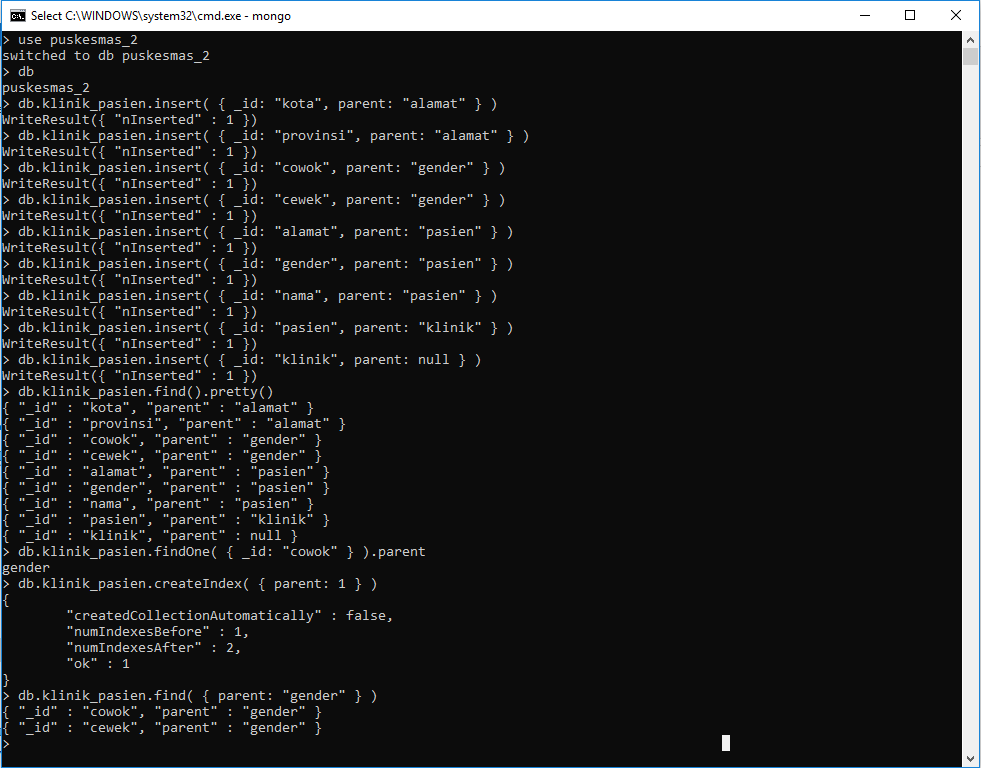 Select C:\WINDOWS\system32\cmd.exe - mongo
> use puskesmas_2
switched to db puskesmas_2
> db
puskesmas_2
> db.klinik_pasien.insert( { _id: "kota", parent: "alamat" } )
WriteResult({ "nInserted" : 1 })
> db.klinik_pasien.insert( { _id: "provinsi", parent: "alamat" } )
WriteResult({ "nInserted" : 1 })
> db.klinik_pasien.insert( { _id: "cowok", parent: "gender" } )
WriteResult({ "nInserted" : 1 })
> db.klinik_pasien.insert( { _id: "cewek", parent: "gender" } )
WriteResult({ "nInserted" : 1 })
> db.klinik_pasien.insert( { _id: "alamat", parent: "pasien" } )
WriteResult({ "nInserted" : 1 })
> db.klinik_pasien.insert( { _id: "gender", parent: "pasien" } )
WriteResult({ "nInserted" : 1 })
> db.klinik_pasien.insert( { _id: "nama", parent: "pasien" } )
WriteResult({ "nInserted" : 1 })
> db.klinik_pasien.insert( { _id: "pasien", parent: "klinik" } )
WriteResult({ "nInserted" : 1 })
> db.klinik_pasien.insert( { _id: "klinik", parent: null } )
WriteResult({ "nInserted" : 1 })
> db.klinik_pasien.find().pretty()
{ "_id" : "kota", "parent" : "alamat" }
{ "_id" : "provinsi", "parent" : "alamat" }
{ "_id" : "cowok", "parent" : "gender" }
{ "_id" : "cewek", "parent" : "gender" }
{ "_id" : "alamat", "parent" : "pasien" }
{ "_id" : "gender", "parent" : "pasien" }
{ "_id" : "nama", "parent" : "pasien" }
{ "_id" : "pasien", "parent" : "klinik" }
{ "_id" : "klinik", "parent" : null }
> db.klinik_pasien.findOne( { _id: "cowok" } ).parent
gender
> db.klinik_pasien.createIndex( { parent: 1 } )
{
        "createdCollectionAutomatically" : false,
        "numIndexesBefore" : 1,
        "numIndexesAfter" : 2,
        "ok" : 1
}
> db.klinik_pasien.find( { parent: "gender" } )
{ "_id" : "cowok", "parent" : "gender" }
{ "_id" : "cewek", "parent" : "gender" }
>